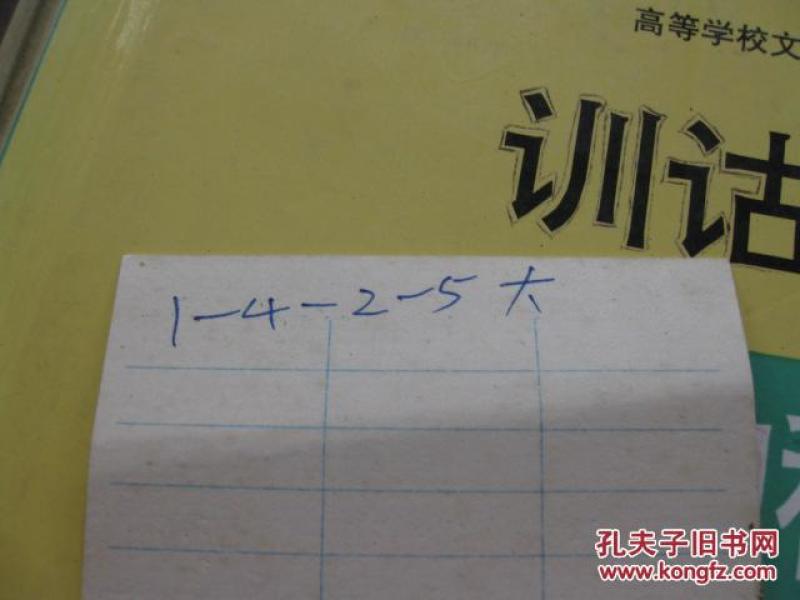 高等学校文
训诂
1-4-2-5 大
孔夫子旧书网
www.kongfz.com